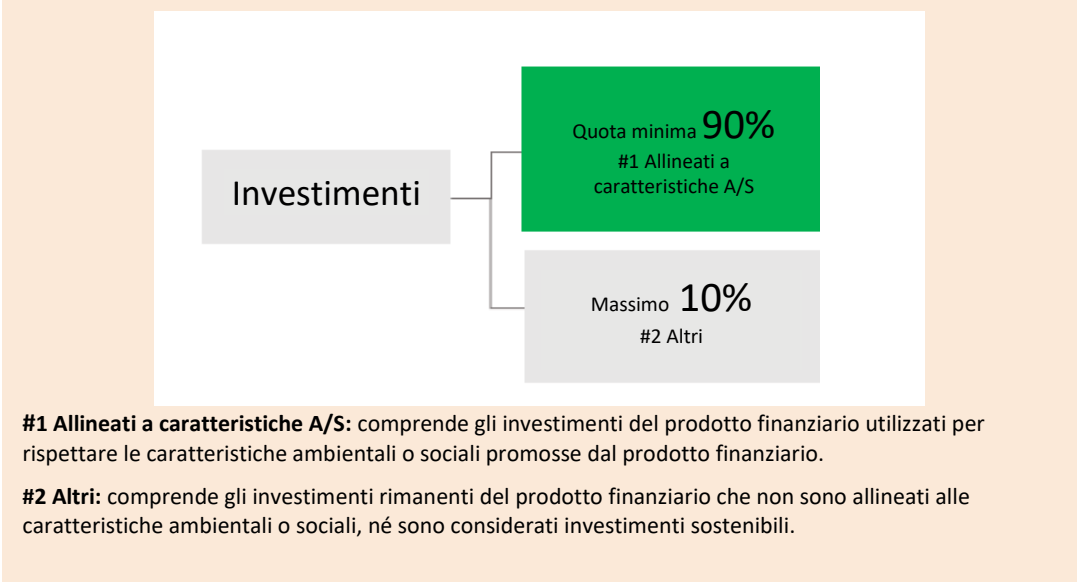 Quota minima 90%
#1 Allineati a
caratteristiche A/S
Investimenti
Massimo 10%
#2 Altri
#1 Allineati a caratteristiche A/S: comprende gli investimenti del prodotto finanziario utilizzati per
rispettare le caratteristiche ambientali o sociali promosse dal prodotto finanziario.
#2 Altri: comprende gli investimenti rimanenti del prodotto finanziario che non sono allineati alle
caratteristiche ambientali o sociali, né sono considerati investimenti sostenibili.